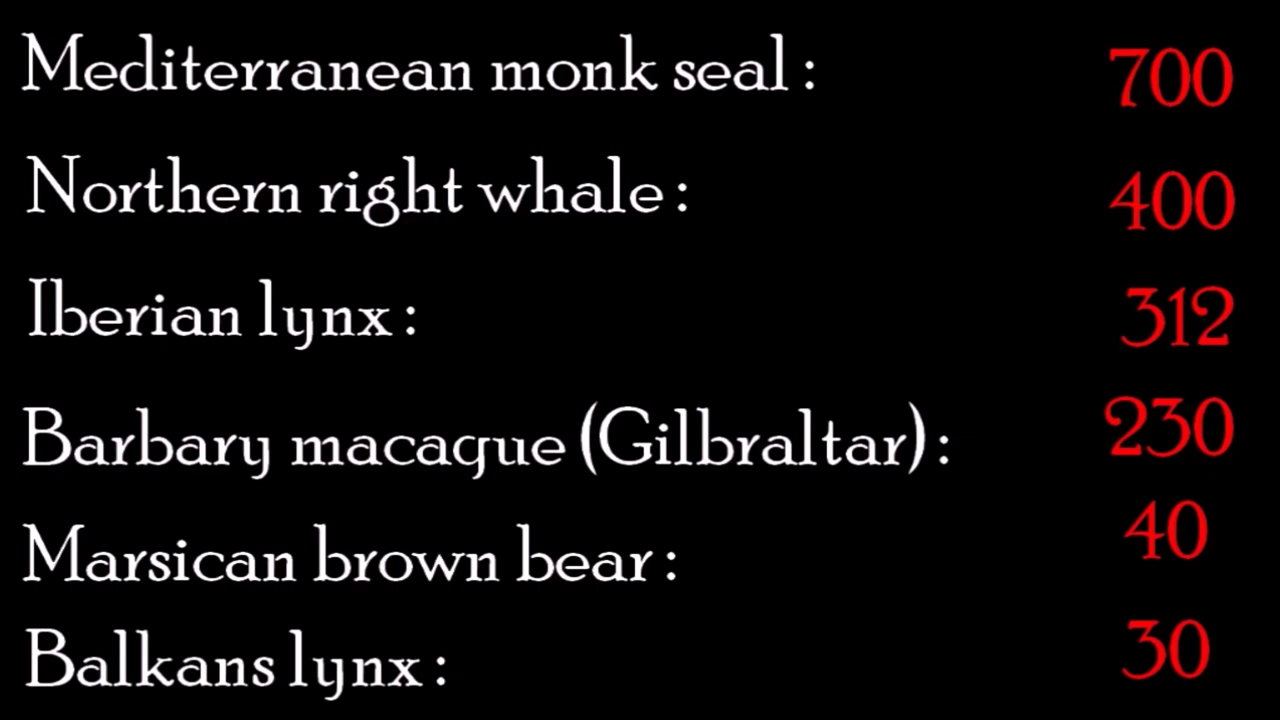 Mediterranean monk seal : 700
Northern right whale : 400
Iberian lynx : 312
Barbary macaque (Gilbraltar) : 230
Marsican brown bear : 40
Balkans lynx : 30